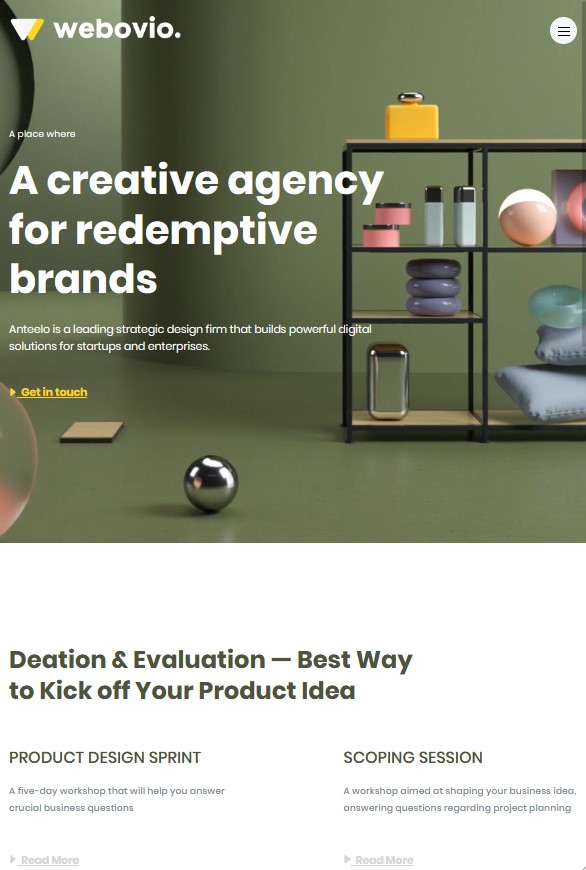 webovio.
A place where
A creative agency
for redemptive
brands
Anteelo is a leading strategic design firm that builds powerful digital
solutions for startups and enterprises.
Get in touch
Deation & Evaluation — Best Way
to Kick off Your Product Idea
PRODUCT DESIGN SPRINT
A five-day workshop that will help you answer
crucial business questions
Read More
SCOPING SESSION
A workshop aimed at shaping your business idea,
answering questions regarding project planning
Read More